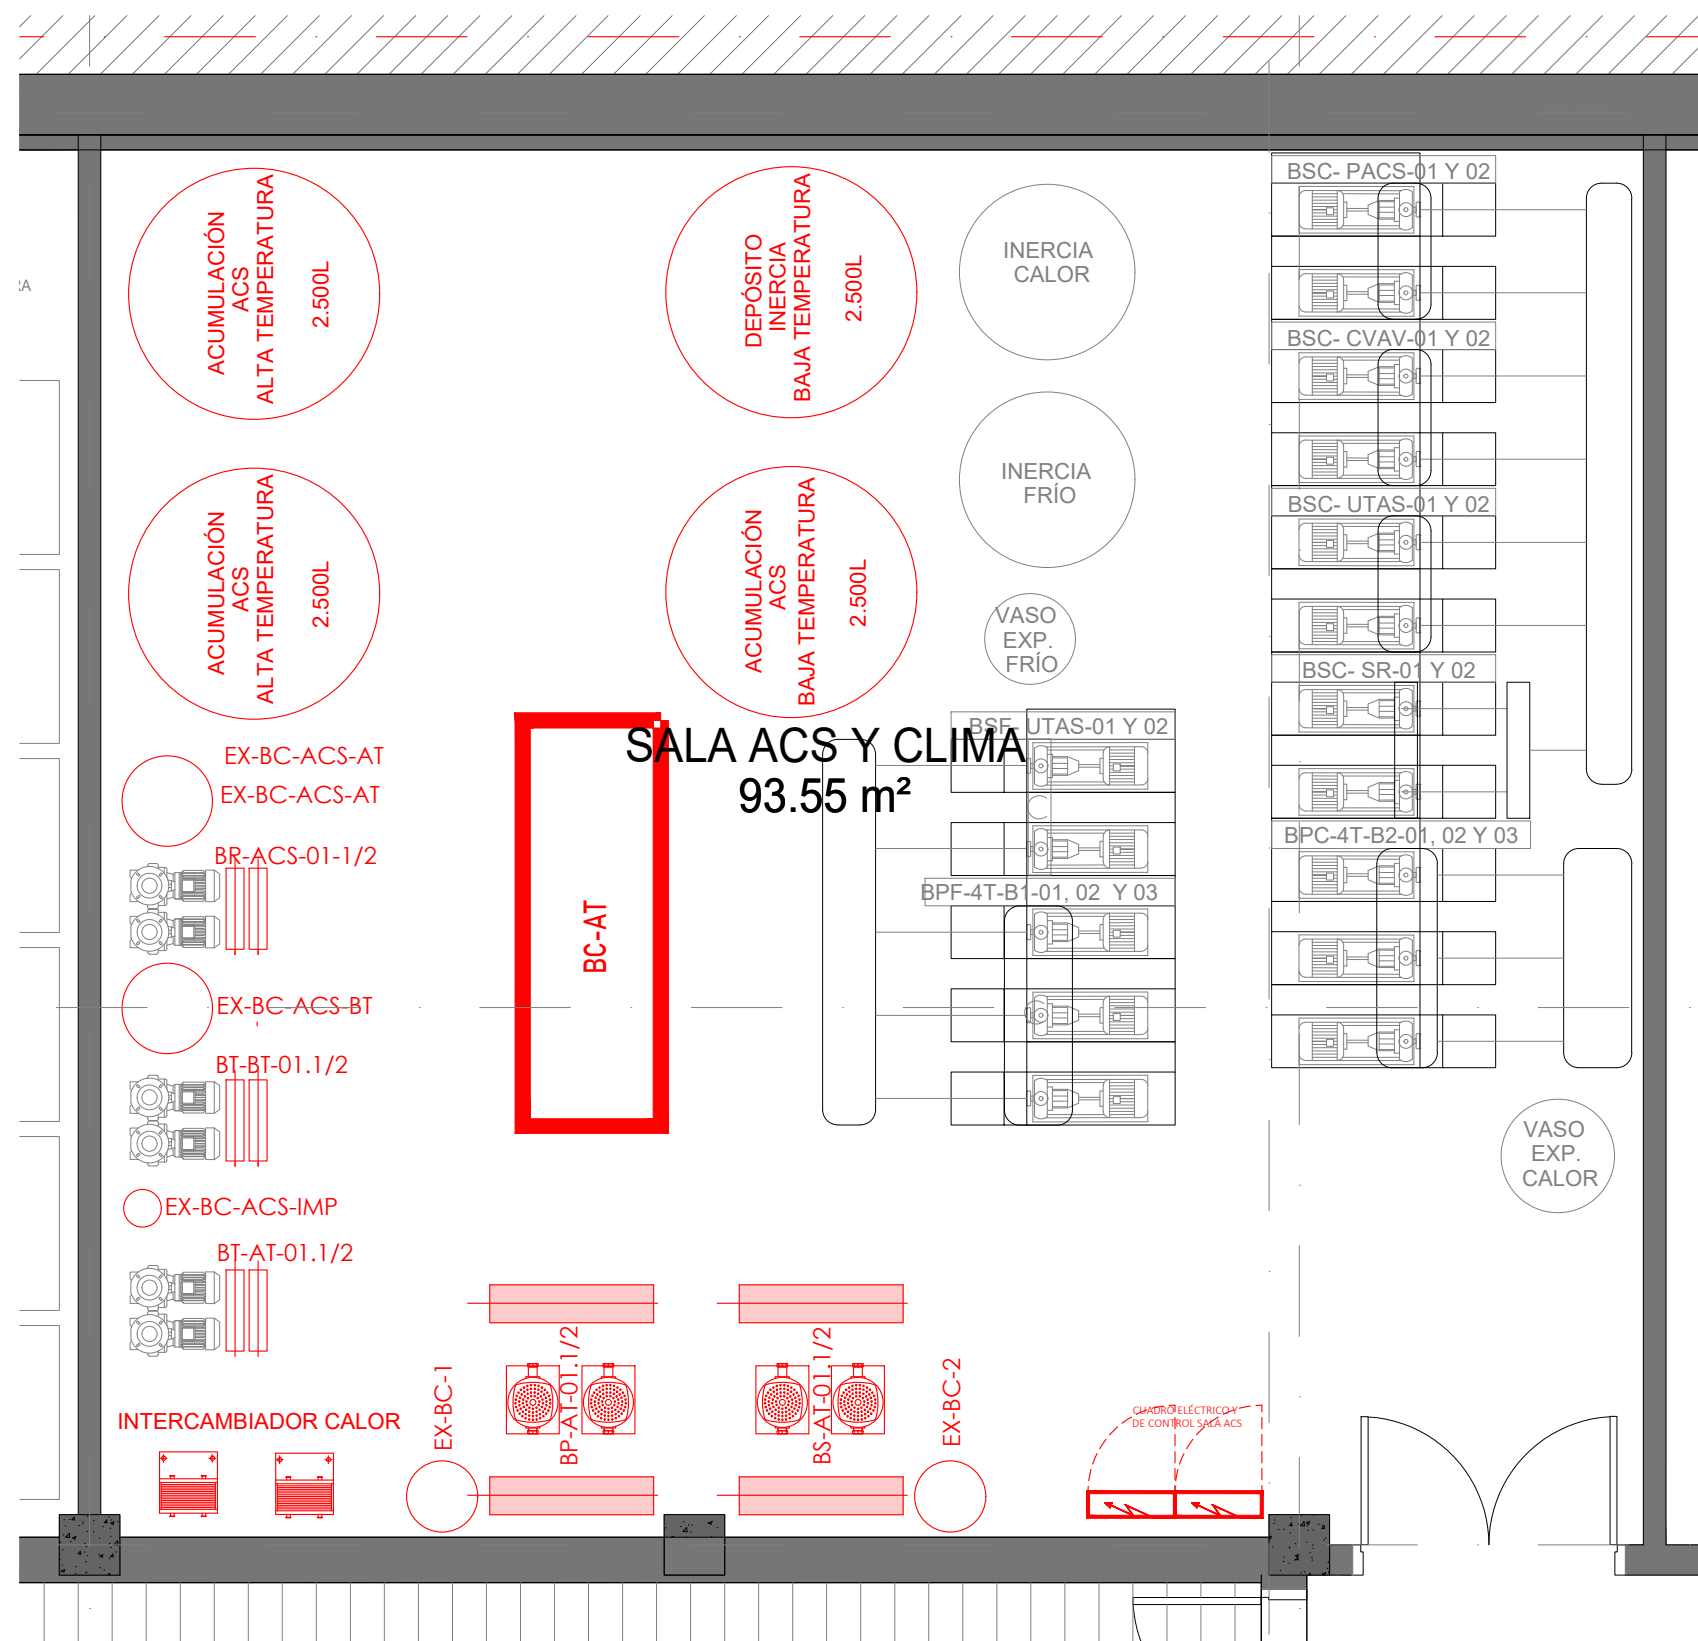 ACUMULACIÓN
ACS
ALTA TEMPERATURA
2.500L
DEPÓSITO
INERCIA
BAJA TEMPERATURA
2.500L
INERCIA
CALOR
BSC- PACS-01 Y 02
BSC- CVAV-01 Y 02
INERCIA
FRÍO
ACUMULACIÓN
ACS
ALTA TEMPERATURA
2.500L
ACUMULACIÓN
ACS
BAJA TEMPERATURA
2.500L
BSC- UTAS-01 Y 02
VASO
EXP.
FRÍO
BSC- SR-01 Y 02
BSF- UTAS-01 Y 02
SALA ACS Y CLIMA
93.55 m²
EX-BC-ACS-AT
EX-BC-ACS-AT
BR-ACS-01-1/2
BC-AT
C
BPF-4T-B1-01, 02 Y 03
BPC-4T-B2-01, 02 Y 03
EX-BC-ACS-BT
BT-BT-01.1/2
VASO
EXP.
CALOR
EX-BC-ACS-IMP
BT-AT-01.1/2
INTERCAMBIADOR CALOR
EX-BC-1
BP-AT-01.1/2
BS-AT-01.1/2
EX-BC-2
CUADRO ELÉCTRICO Y
DE CONTROL SALA ACS